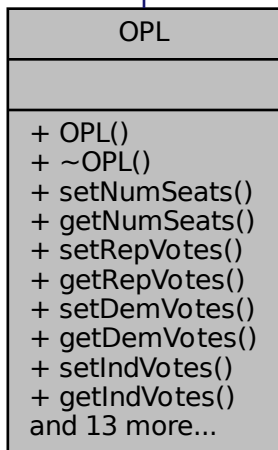 OPL
+ OPL()
+ ~OPL()
+ setNumSeats()
+ getNumSeats()
+ setRepVotes()
+ getRepVotes()
+ setDemVotes()
+ getDemVotes()
+ setIndVotes()
+ getIndVotes()
and 13 more...